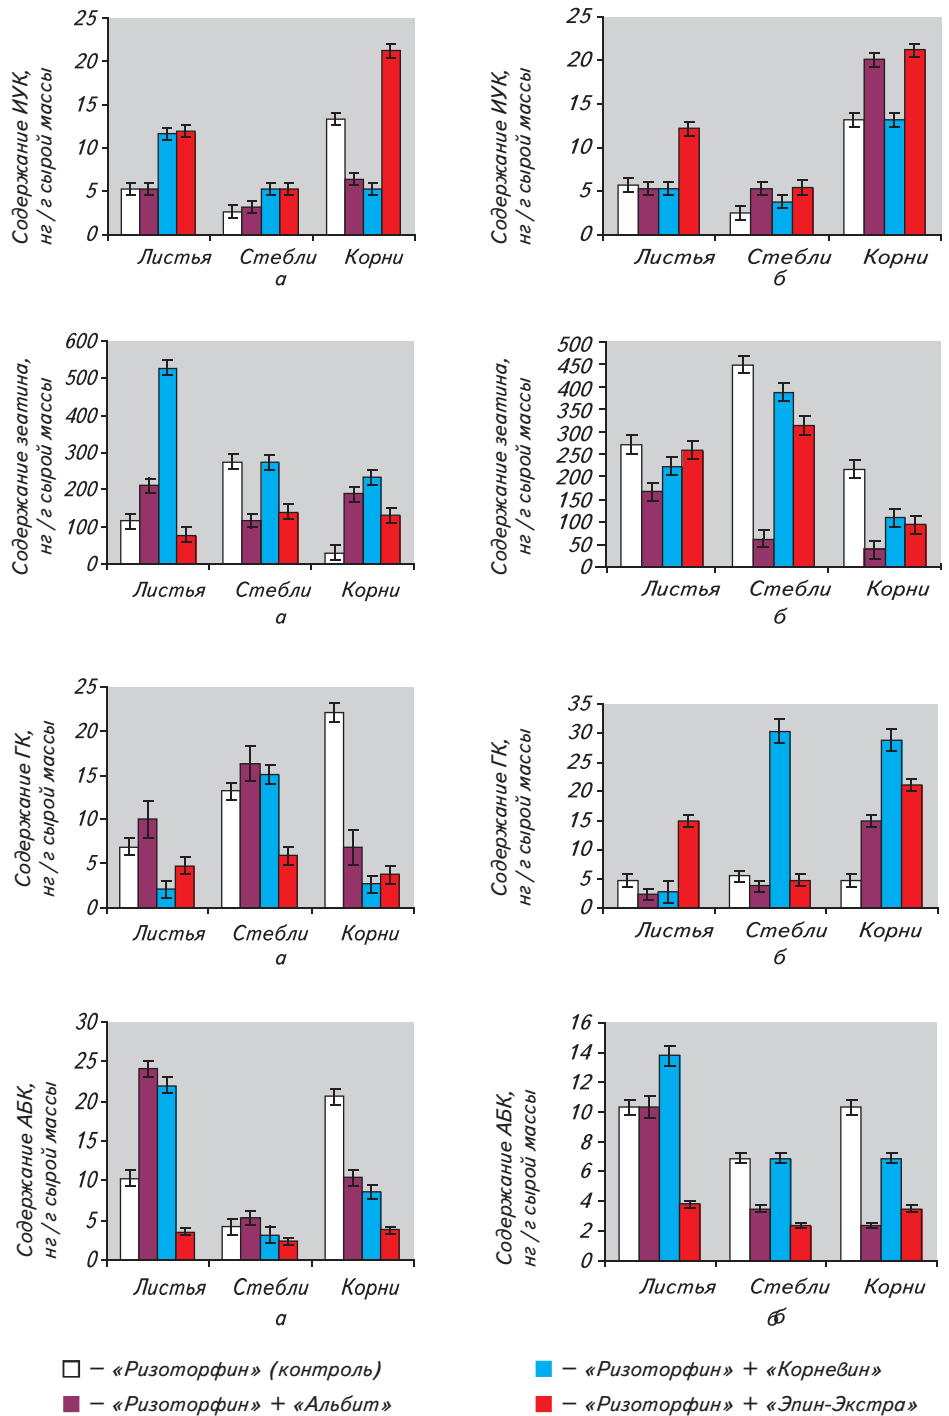 Содержание ИУК,
нг / г сырой массы
25
20
15
10
5
0
Листья Стебли Корни
а
Содержание ИУК,
нг / г сырой массы
25
20
15
10
5
0
Листья Стебли Корни
б
Содержание зеатина,
нг / г сырой массы
600
500
400
300
200
100
0
Листья Стебли Корни
а
Содержание зеатина,
нг / г сырой массы
500
450
400
350
300
250
200
150
100
50
0
Листья Стебли Корни
б
Содержание ГК,
нг / г сырой массы
25
20
15
10
5
0
Листья Стебли Корни
а
Содержание ГК,
нг / г сырой массы
35
30
25
20
15
10
5
0
Листья Стебли Корни
б
Содержание АБК,
нг / г сырой массы
30
25
20
15
10
5
0
Листья Стебли Корни
а
Содержание АБК,
нг / г сырой массы
16
14
12
10
8
6
4
2
0
Листья Стебли Корни
б
– «Ризоторфин» (контроль)
– «Ризоторфин» + «Альбит»
– «Ризоторфин» + «Корневин»
– «Ризоторфин» + «Эпин-Экстра»